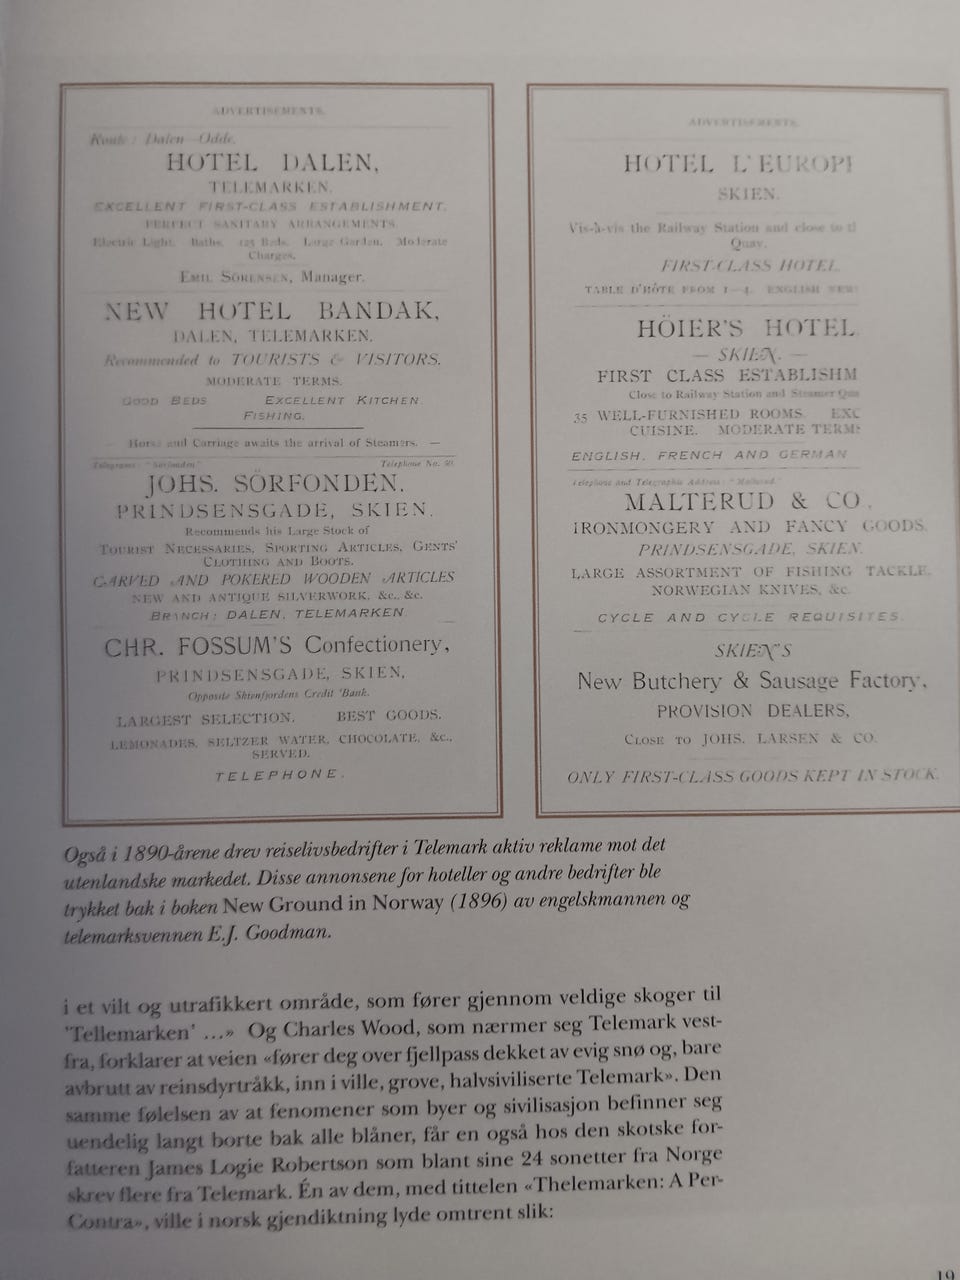 ADVERTISEMENTS.
Route: Dalen—Odde.
HOTEL DALEN,
TELEMARKEN.
EXCELLENT FIRST-CLASS ESTABLISHMENT.
PERFECT SANITARY ARRANGEMENTS.
Electric Light. Baths. 125 Beds. Large Garden. Moderate
Charges.
EMIL SÖRENSEN, Manager.
NEW HOTEL BANDAK,
DALEN, TELEMARKEN.
Recommended to TOURISTS & VISITORS.
MODERATE TERMS.
GOOD BEDS EXCELLENT KITCHEN.
FISHING.
— Horse and Carriage awaits the arrival of Steamers. —
Telegrams: "Sörfonden" Telephone No. 
JOHS. SÖRFONDEN,
PRINDSENSGADE, SKIEN.
Recommends his Large Stock of
TOURIST NECESSARIES, SPORTING ARTICLES, GENTS'
CLOTHING AND BOOTS.
CARVED AND POKERED WOODEN ARTICLES
NEW AND ANTIQUE SILVERWORK, &c., &c.
BRANCH: DALEN, TELEMARKEN.
CHR. FOSSUM'S Confectionery,
PRINDSENSGADE, SKIEN,
Opposite Skiensfjordens Credit Bank.
LARGEST SELECTION. BEST GOODS.
LEMONADES, SELTZER WATER, CHOCOLATE, &c.,
SERVED.
TELEPHONE.
ADVERTISEMENTS.
HOTEL L'EUROPE
SKIEN.
Vis-à-vis the Railway Station and close to t
Quay.
FIRST-CLASS HOTEL.
TABLE D'HÔTE FROM 1—4. ENGLISH NEWS
HÖIER'S HOTEL
— SKIEN. —
FIRST CLASS ESTABLISHM
Close to Railway Station and Steamer Qua
35 WELL-FURNISHED ROOMS. EXC
CUISINE. MODERATE TERMS
ENGLISH, FRENCH AND GERMAN
Telephone and Telegraphic Address: "Malterud."
MALTERUD & CO.,
IRONMONGERY AND FANCY GOODS.
PRINDSENSGADE, SKIEN.
LARGE ASSORTMENT OF FISHING TACKLE.
NORWEGIAN KNIVES, &c.
CYCLE AND CYCLE REQUISITES.
SKIEN'S
New Butchery & Sausage Factory,
PROVISION DEALERS,
CLOSE TO JOHS. LARSEN & CO.
ONLY FIRST-CLASS GOODS KEPT IN STOCK.
Også i 1890-årene drev reiselivsbedrifter i Telemark aktiv reklame mot det
utenlandske markedet. Disse annonsene for hoteller og andre bedrifter ble
trykket bak i boken New Ground in Norway (1896) av engelskmannen og
telemarksvennen E.J. Goodman.
i et vilt og utrafikkert område, som fører gjennom veldige skoger til
'Tellemarken' …» Og Charles Wood, som nærmer seg Telemark vest-
fra, forklarer at veien «fører deg over fjellpass dekket av evig snø og, bare
avbrutt av reinsdyrtråkk, inn i ville, grove, halvsiviliserte Telemark». Den
samme følelsen av at fenomener som byer og sivilisasjon befinner seg
uendelig langt borte bak alle blåner, får en også hos den skotske for-
fatteren James Logie Robertson som blant sine 24 sonetter fra Norge
skrev flere fra Telemark. Én av dem, med tittelen «Thelemarken: A Per-
Contra», ville i norsk gjendiktning lyde omtrent slik:
19